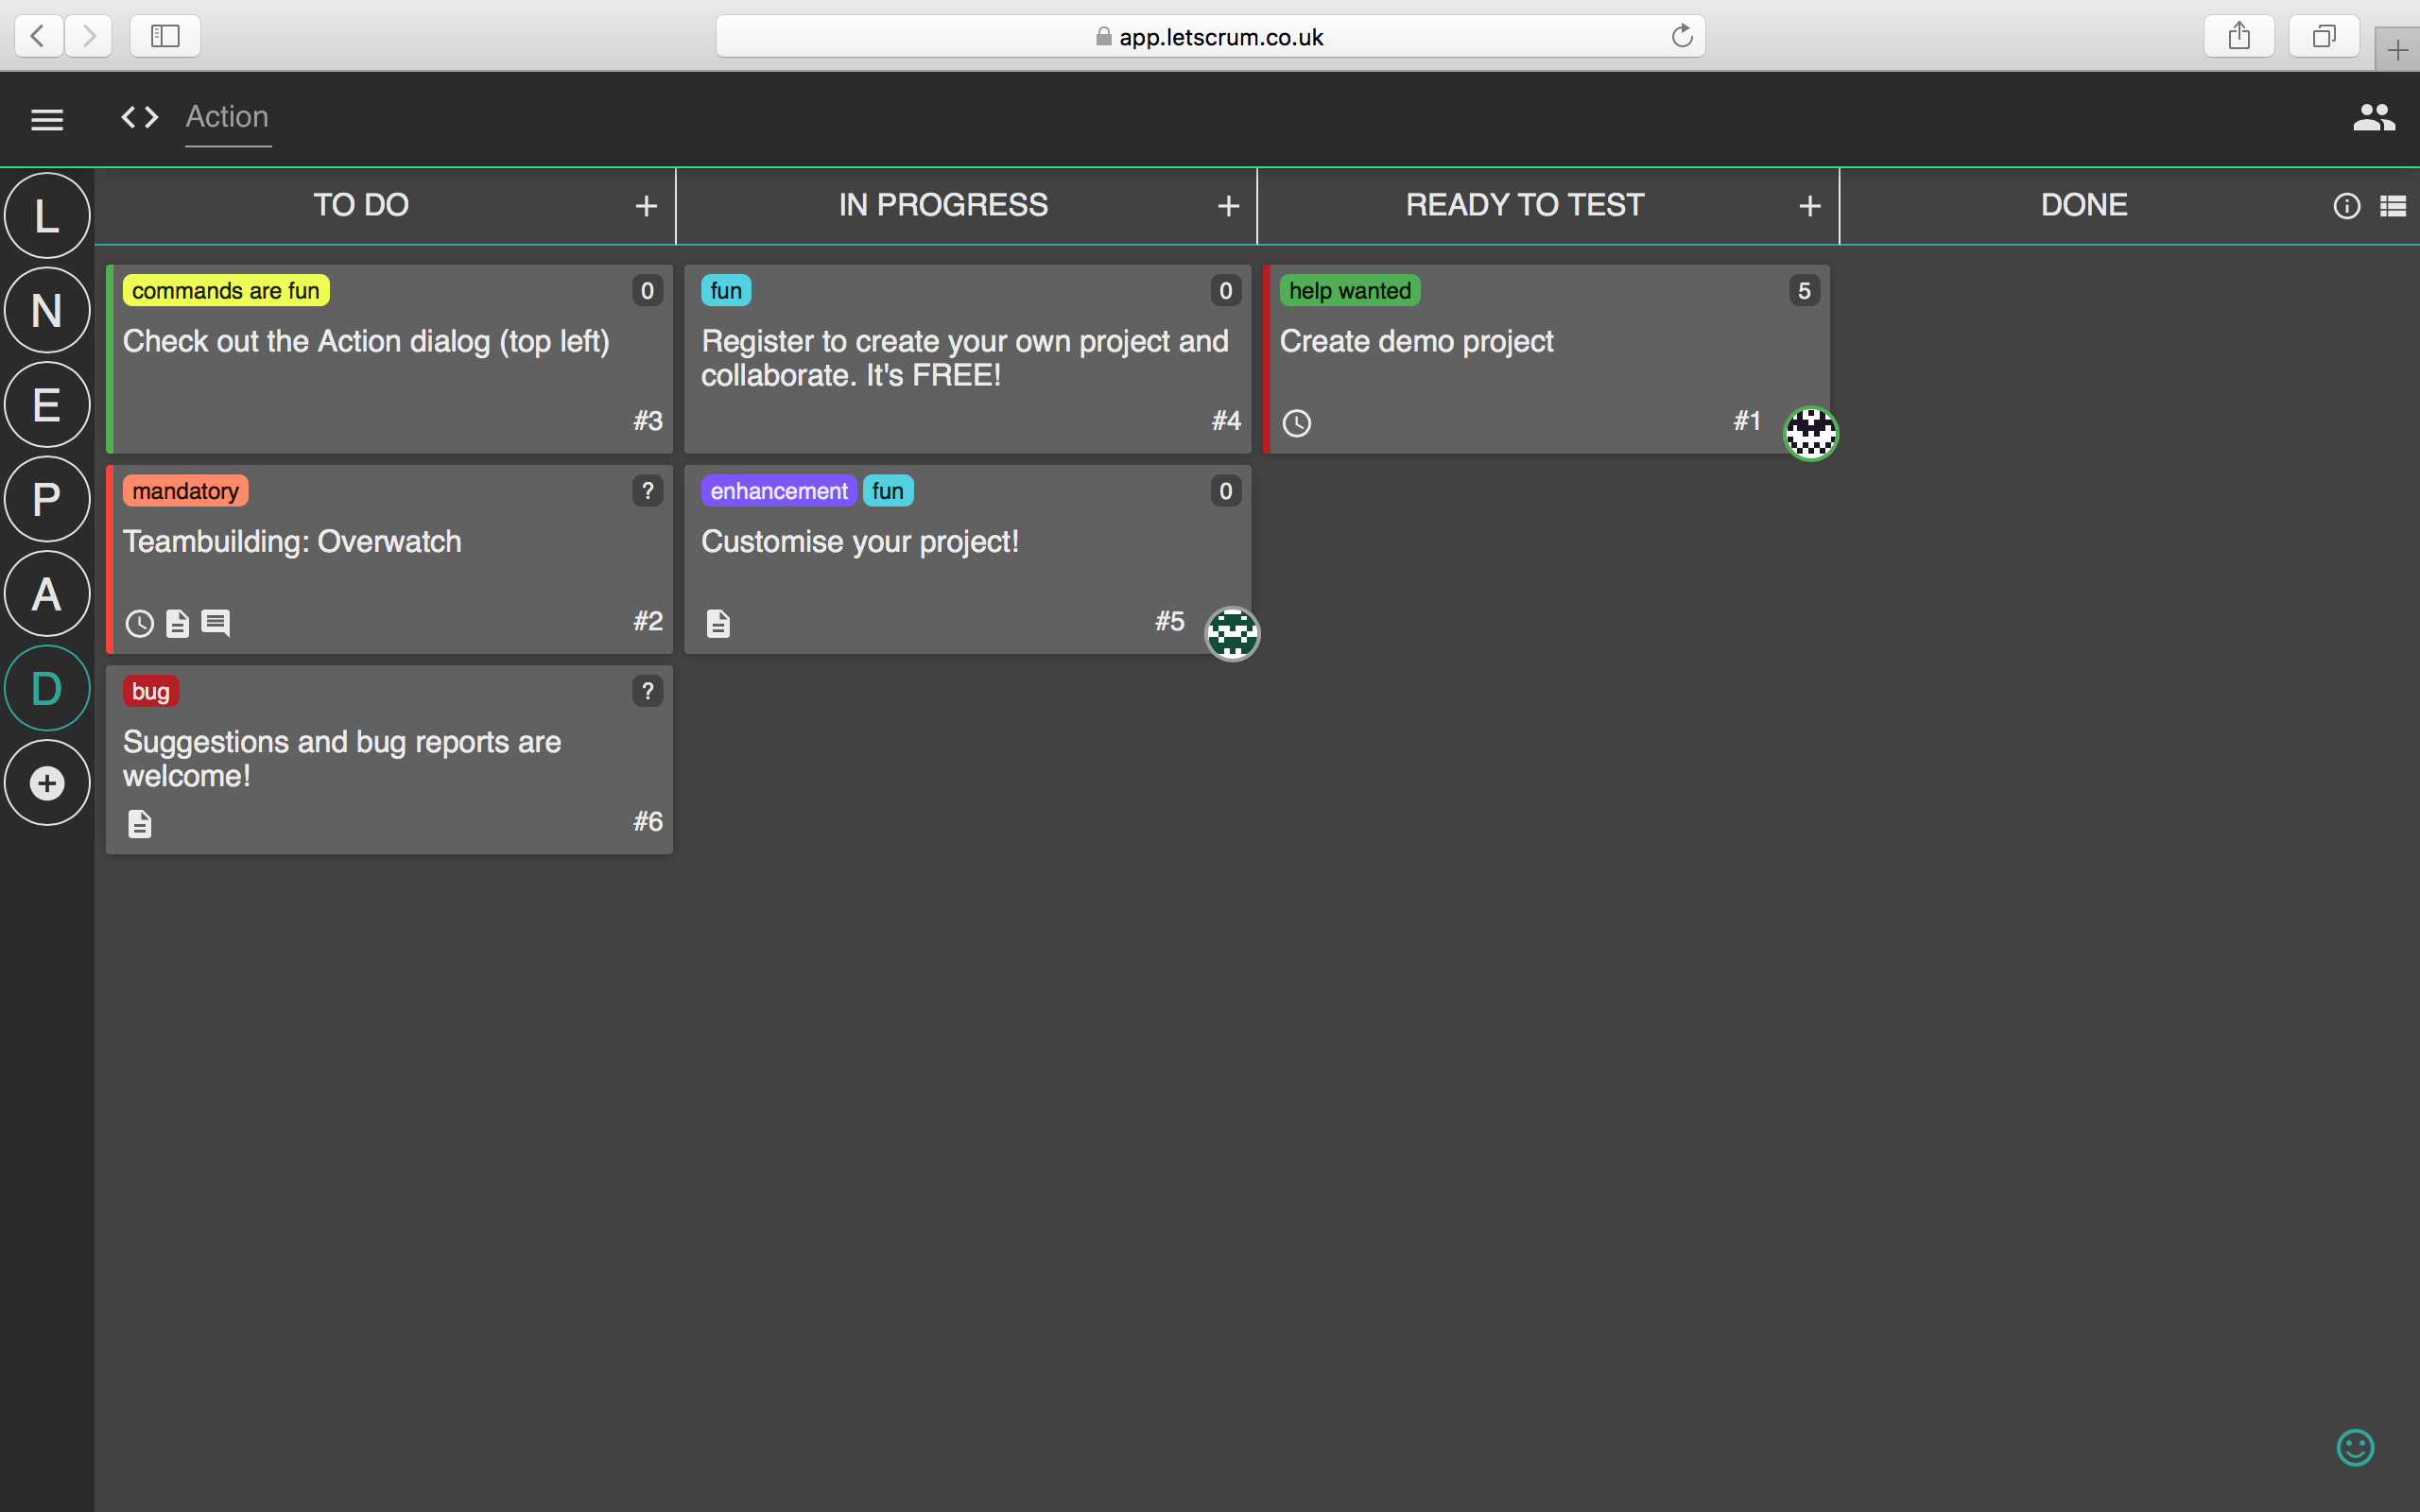 app.letscrum.co.uk
Action
L
N
E
P
A
D
TO DO
IN PROGRESS
READY TO TEST
DONE
commands are fun
0
Check out the Action dialog (top left)
#3
mandatory
?
Teambuilding: Overwatch
#2
bug
?
Suggestions and bug reports are
welcome!
#6
fun
0
Register to create your own project and
collaborate. It's FREE!
#4
enhancement fun
0
Customise your project!
#5
help wanted
5
Create demo project
#1